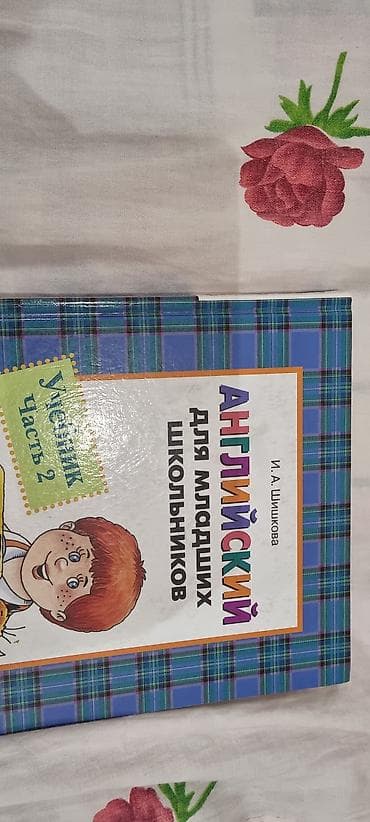 И. А. Шишкова
АНГЛИЙСКИЙ
для младших
школьников
Учебник
Часть 2